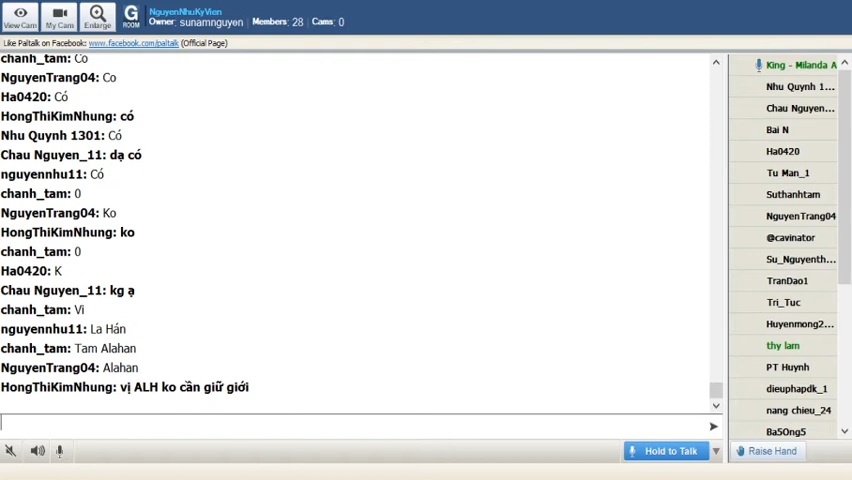 View Cam
My Cam
Enlarge
G
ROOM
NguyenNhuKyVien
Owner: sunamnguyen Members: 28 Cams: 0
Like Paltalk on Facebook: www.facebook.com/paltalk (Official Page)
chanh_tam: Co
NguyenTrang04: Co
Ha0420: Có
HongThiKimNhung: có
Nhu Quynh 1301: Có
Chau Nguyen_11: dạ có
nguyennhu11: Có
chanh_tam: 0
NguyenTrang04: Ko
HongThiKimNhung: ko
chanh_tam: 0
Ha0420: K
Chau Nguyen_11: kg ạ
chanh_tam: Vi
nguyennhu11: La Hán
chanh_tam: Tam Alahan
NguyenTrang04: Alahan
HongThiKimNhung: vị ALH ko cần giữ giới
King - Milanda A
Nhu Quynh 1...
Chau Nguyen...
Bai N
Ha0420
Tu Man_1
Suthanhtam
NguyenTrang04
@cavinator
Su_Nguyenth...
TranDao1
Tri_Tuc
Huyenmong2...
thy lam
PT Huynh
dieuphapdk_1
nang chieu_24
Ba5Ong5
Hold to Talk
Raise Hand